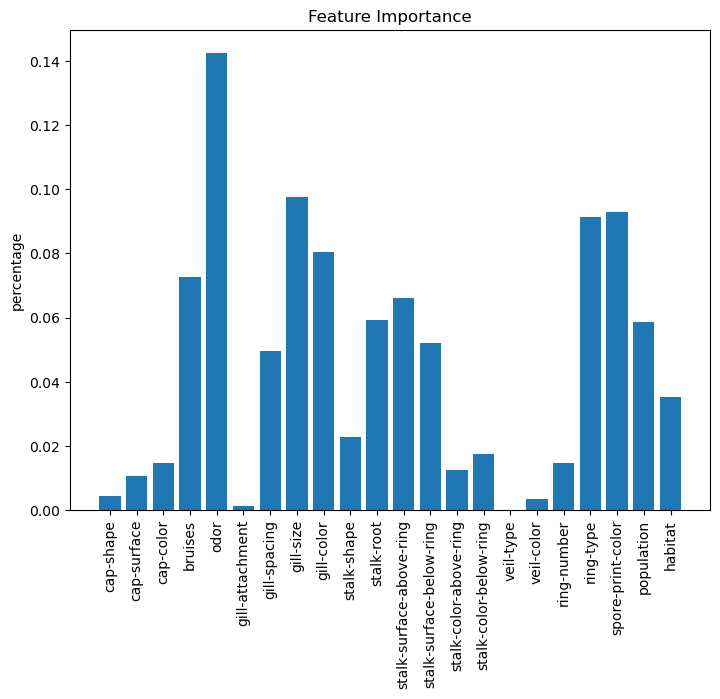 Feature Importance
percentage
0.14
0.12
0.10
0.08
0.06
0.04
0.02
0.00
cap-shape
cap-surface
cap-color
bruises
odor
gill-attachment
gill-spacing
gill-size
gill-color
stalk-shape
stalk-root
stalk-surface-above-ring
stalk-surface-below-ring
stalk-color-above-ring
stalk-color-below-ring
veil-type
veil-color
ring-number
ring-type
spore-print-color
population
habitat